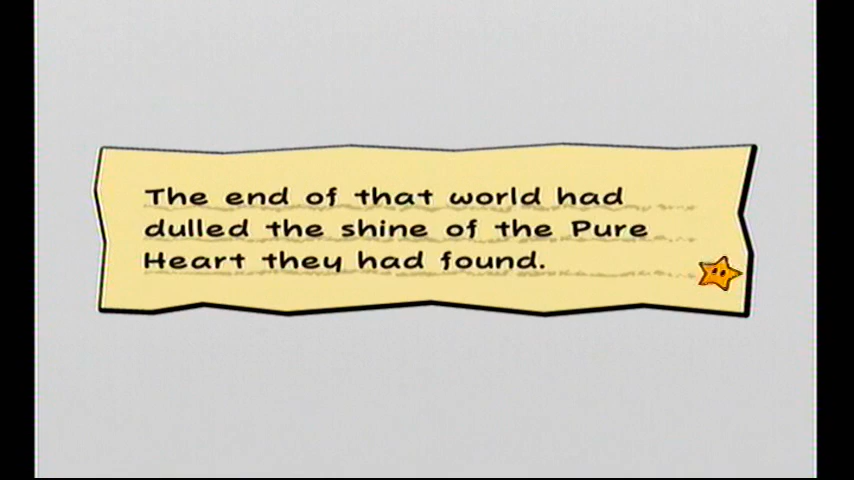 The end of that world had
dulled the shine of the Pure
Heart they had found.